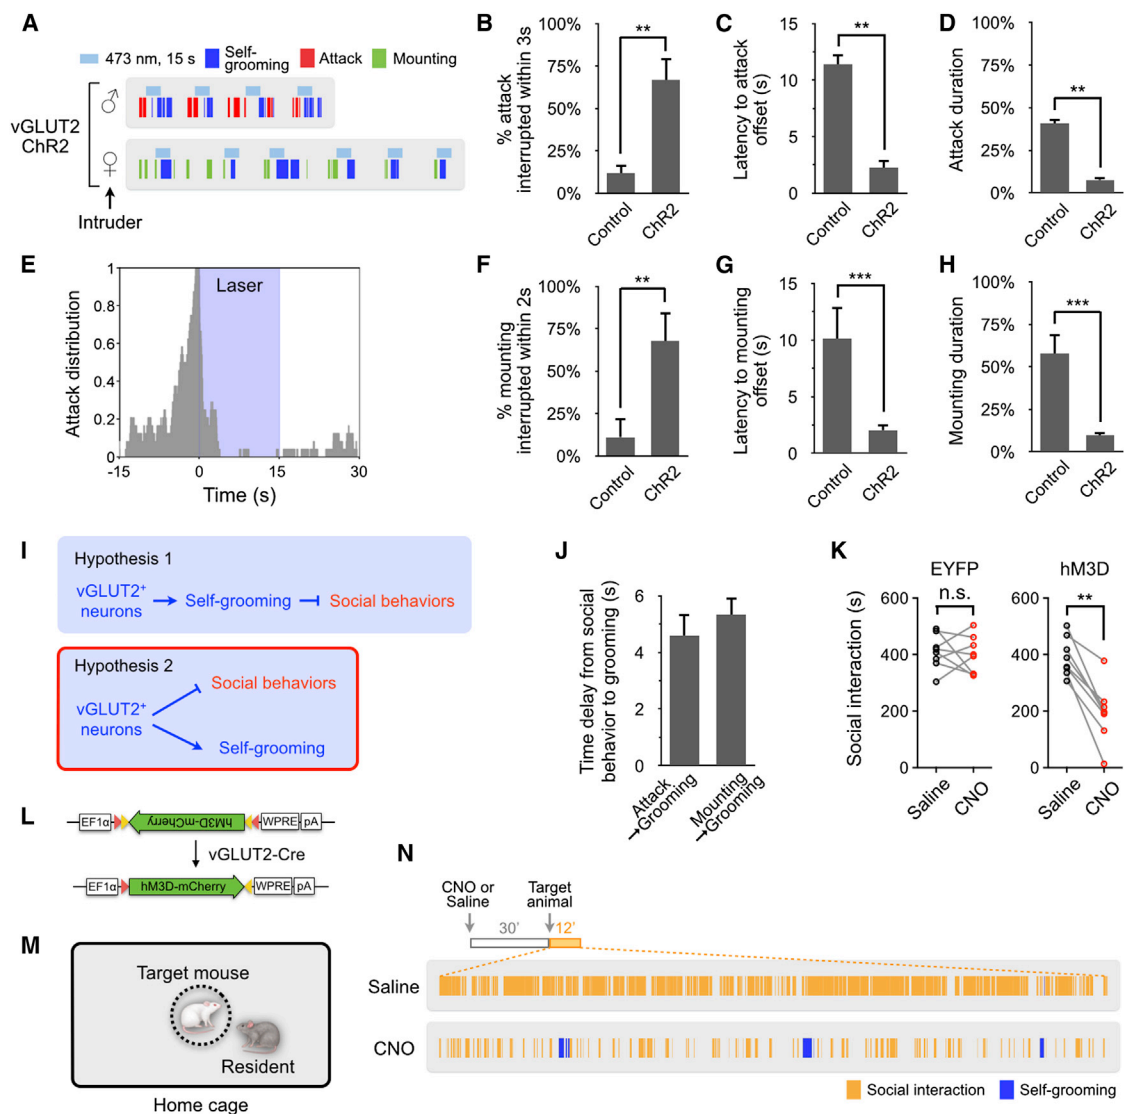 A
473 nm, 15 s
Self-
grooming
Attack
Mounting
vGLUT2
ChR2
♂
♀
Intruder
B
% attack
interrupted within 3s
100%
75%
50%
25%
0%
**
Control
ChR2
C
Latency to attack
offset (s)
15
10
5
0
**
Control
ChR2
D
Attack duration
100%
75%
50%
25%
0%
**
Control
ChR2
E
Attack distribution
1
0.8
0.6
0.4
0.2
0
Laser
-15
0
15
30
Time (s)
F
% mounting
interrupted within 2s
100%
75%
50%
25%
0%
**
Control
ChR2
G
Latency to mounting
offset (s)
15
10
5
0
***
Control
ChR2
H
Mounting duration
100%
75%
50%
25%
0%
***
Control
ChR2
I
Hypothesis 1
vGLUT2⁺
neurons
Self-grooming
Social behaviors
Hypothesis 2
Social behaviors
vGLUT2⁺
neurons
Self-grooming
J
Time delay from social
behavior to grooming (s)
6
4
2
0
Attack
→Grooming
Mounting
→Grooming
K
EYFP
hM3D
n.s.
**
Social interaction (s)
600
400
200
0
600
400
200
0
Saline
CNO
Saline
CNO
L
EF1α
hM3D-mCherry
WPRE
pA
vGLUT2-Cre
EF1α
hM3D-mCherry
WPRE
pA
M
Target mouse
Resident
Home cage
N
CNO or
Saline
Target
animal
30'
12'
Saline
CNO
Social interaction
Self-grooming